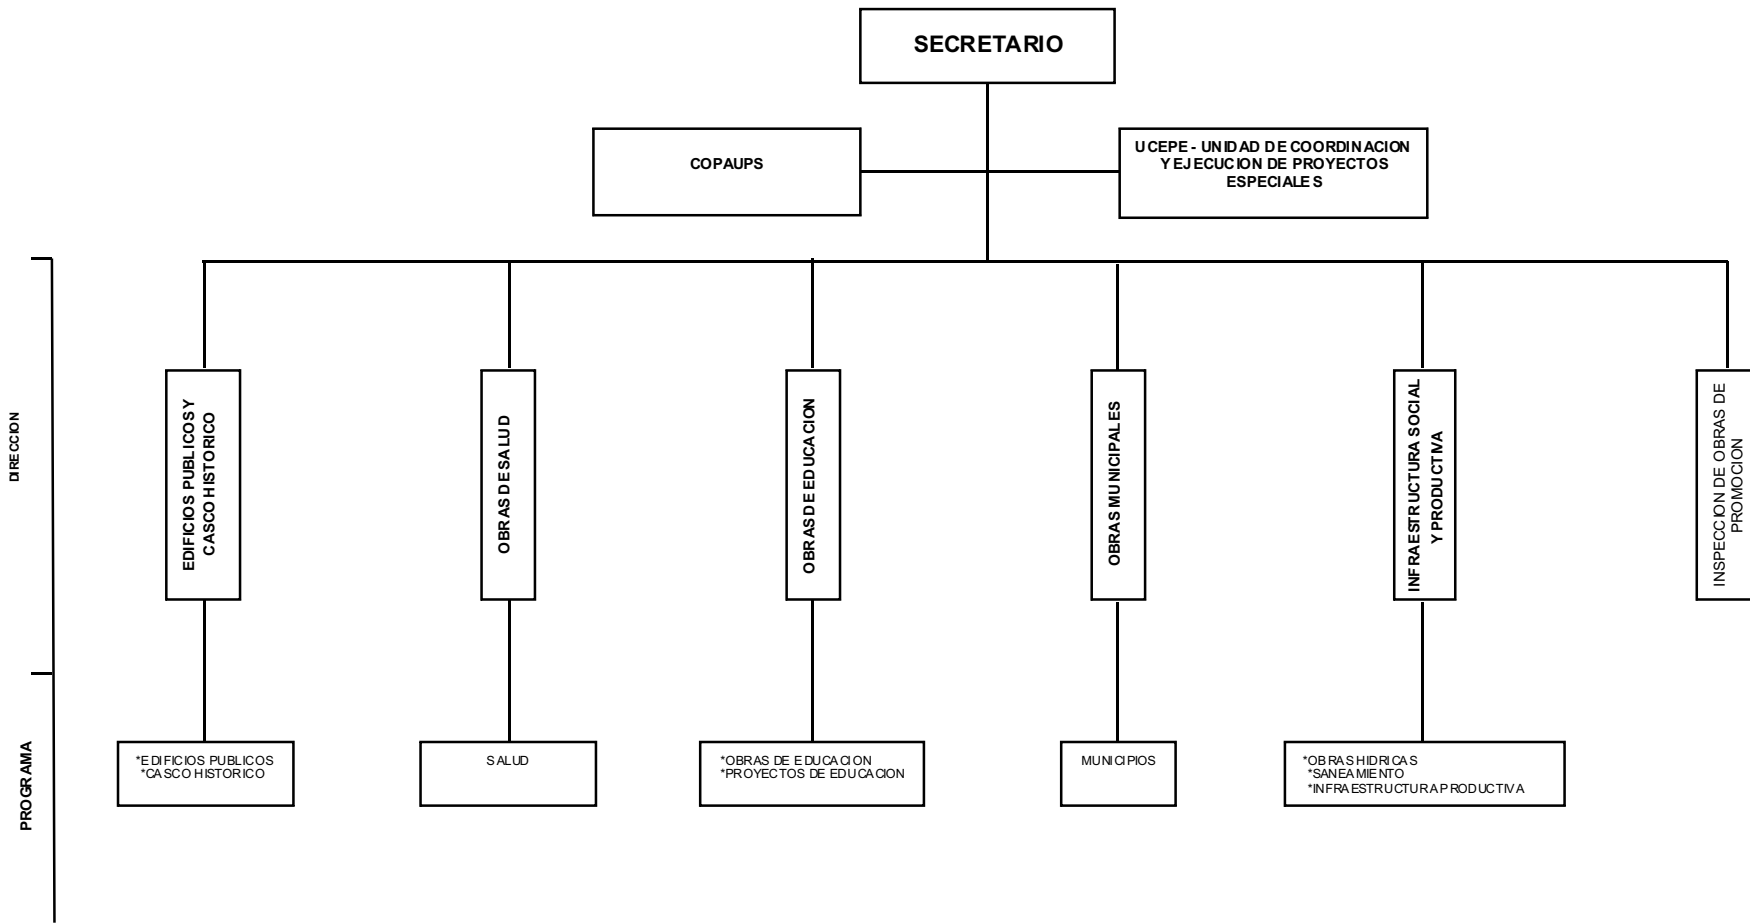 SECRETARIO
COPAUPS
UCEPE - UNIDAD DE COORDINACION
Y EJECUCION DE PROYECTOS
ESPECIALES
DIRECCION
EDIFICIOS PUBLICOS Y
CASCO HISTORICO
OBRAS DE SALUD
OBRAS DE EDUCACION
OBRAS MUNICIPALES
INFRAESTRUCTURA SOCIAL
Y PRODUCTIVA
INSPECCION DE OBRAS DE
PROMOCION
PROGRAMA
*EDIFICIOS PUBLICOS
*CASCO HISTORICO
SALUD
*OBRAS DE EDUCACION
*PROYECTOS DE EDUCACION
MUNICIPIOS
*OBRAS HIDRICAS
*SANEAMIENTO
*INFRAESTRUCTURA PRODUCTIVA